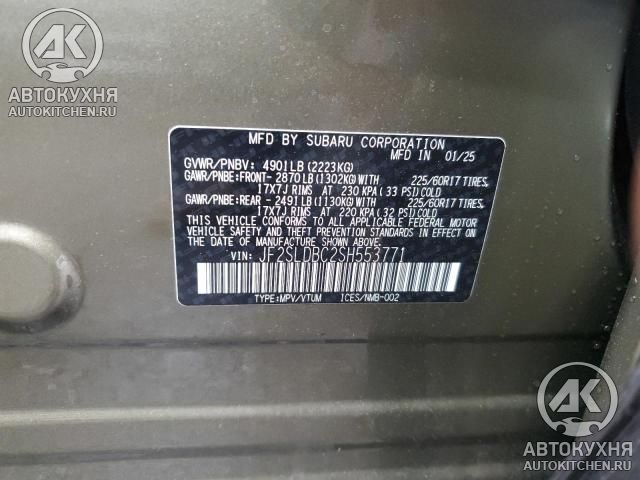 АК
АВТОКУХНЯ
AUTOKITCHEN.RU
MFD BY SUBARU CORPORATION
GVWR/PNBV: 4901LB (2223KG) MFD IN 01/25
GAWR/PNBE:FRONT- 2870LB (1302KG)WITH 225/60R17 TIRES,
17X7J RIMS AT 230 KPA (33 PSI)COLD
GAWR/PNBE:REAR - 2491LB (1130KG)WITH 225/60R17 TIRES,
17X7J RIMS AT 220 KPA (32 PSI)COLD
THIS VEHICLE CONFORMS TO ALL APPLICABLE FEDERAL MOTOR
VEHICLE SAFETY AND THEFT PREVENTION STANDARDS IN EFFECT
ON THE DATE OF MANUFACTURE SHOWN ABOVE.
VIN: JF2SLDBC2SH553771
TYPE:MPV/VTUM ICES/NMB-002
АК
АВТОКУХНЯ
AUTOKITCHEN.RU